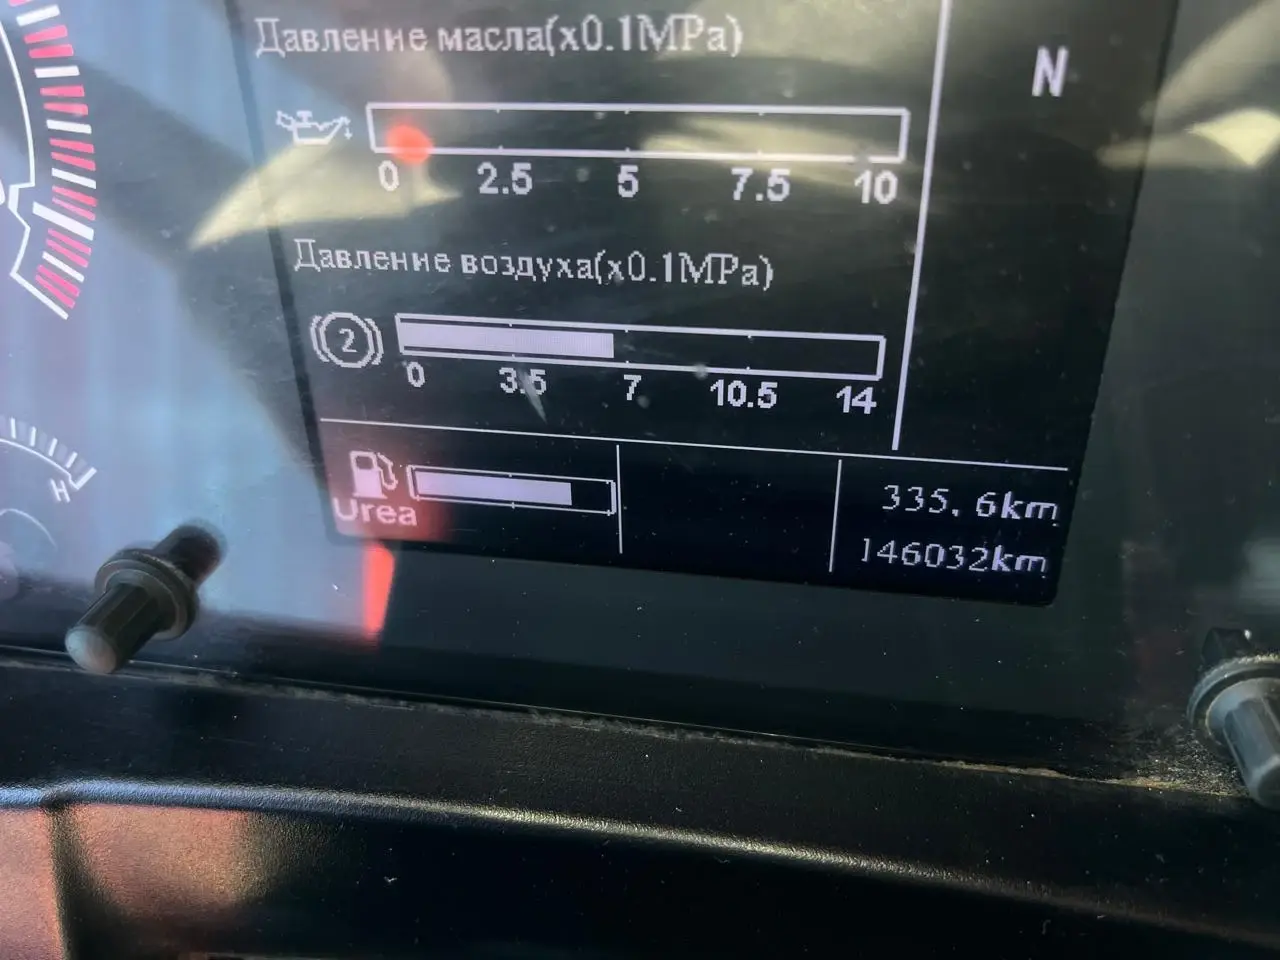 Давление масла(x0.1MPa)
N
0 2.5 5 7.5 10
Давление воздуха(x0.1MPa)
2
0 3.5 7 10.5 14
H
Urea
335. 6km
146032km